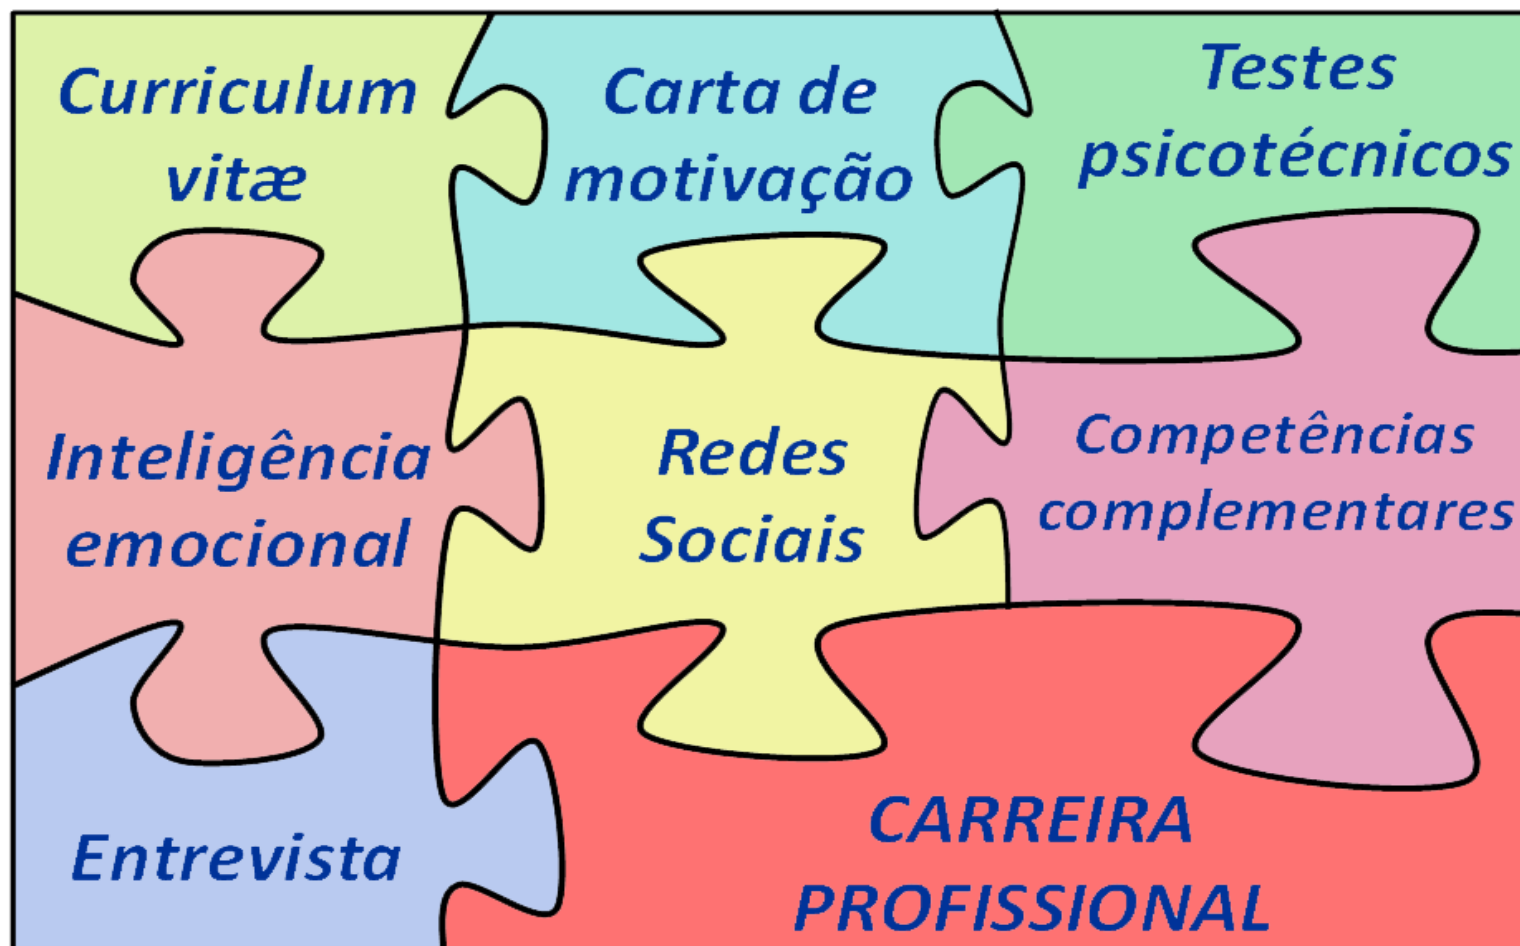 Curriculum
vitæ
Carta de
motivação
Testes
psicotécnicos
Inteligência
emocional
Redes
Sociais
Competências
complementares
Entrevista
CARREIRA
PROFISSIONAL